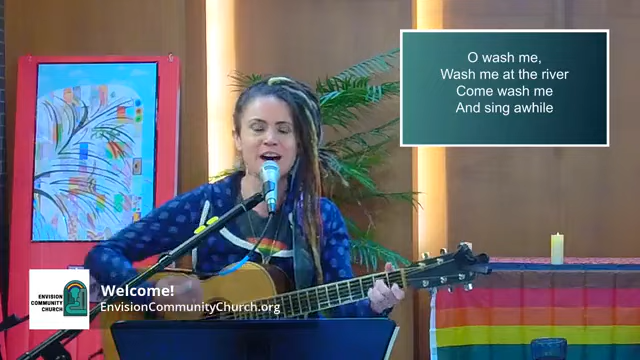 O wash me,
Wash me at the river
Come wash me
And sing awhile
ENVISION
COMMUNITY
CHURCH
Welcome!
EnvisionCommunityChurch.org